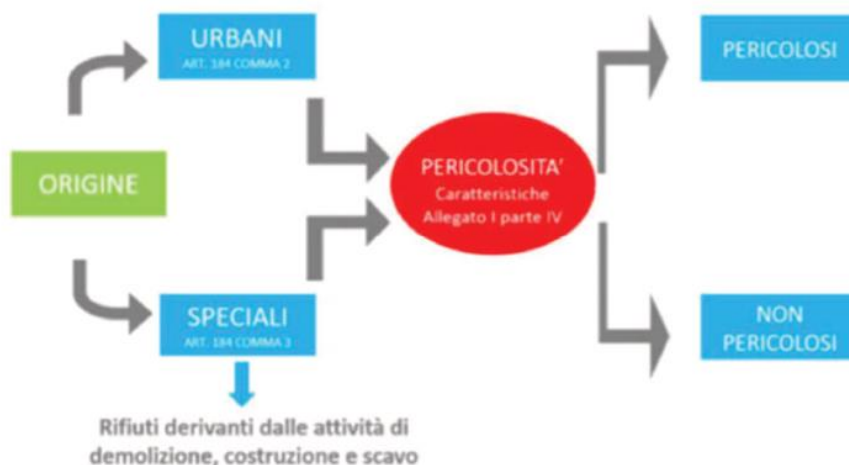 URBANI
ART. 184 COMMA 2
PERICOLOSI
ORIGINE
PERICOLOSITA'
Caratteristiche
Allegato I parte IV
SPECIALI
ART. 184 COMMA 3
NON
PERICOLOSI
Rifiuti derivanti dalle attività di
demolizione, costruzione e scavo